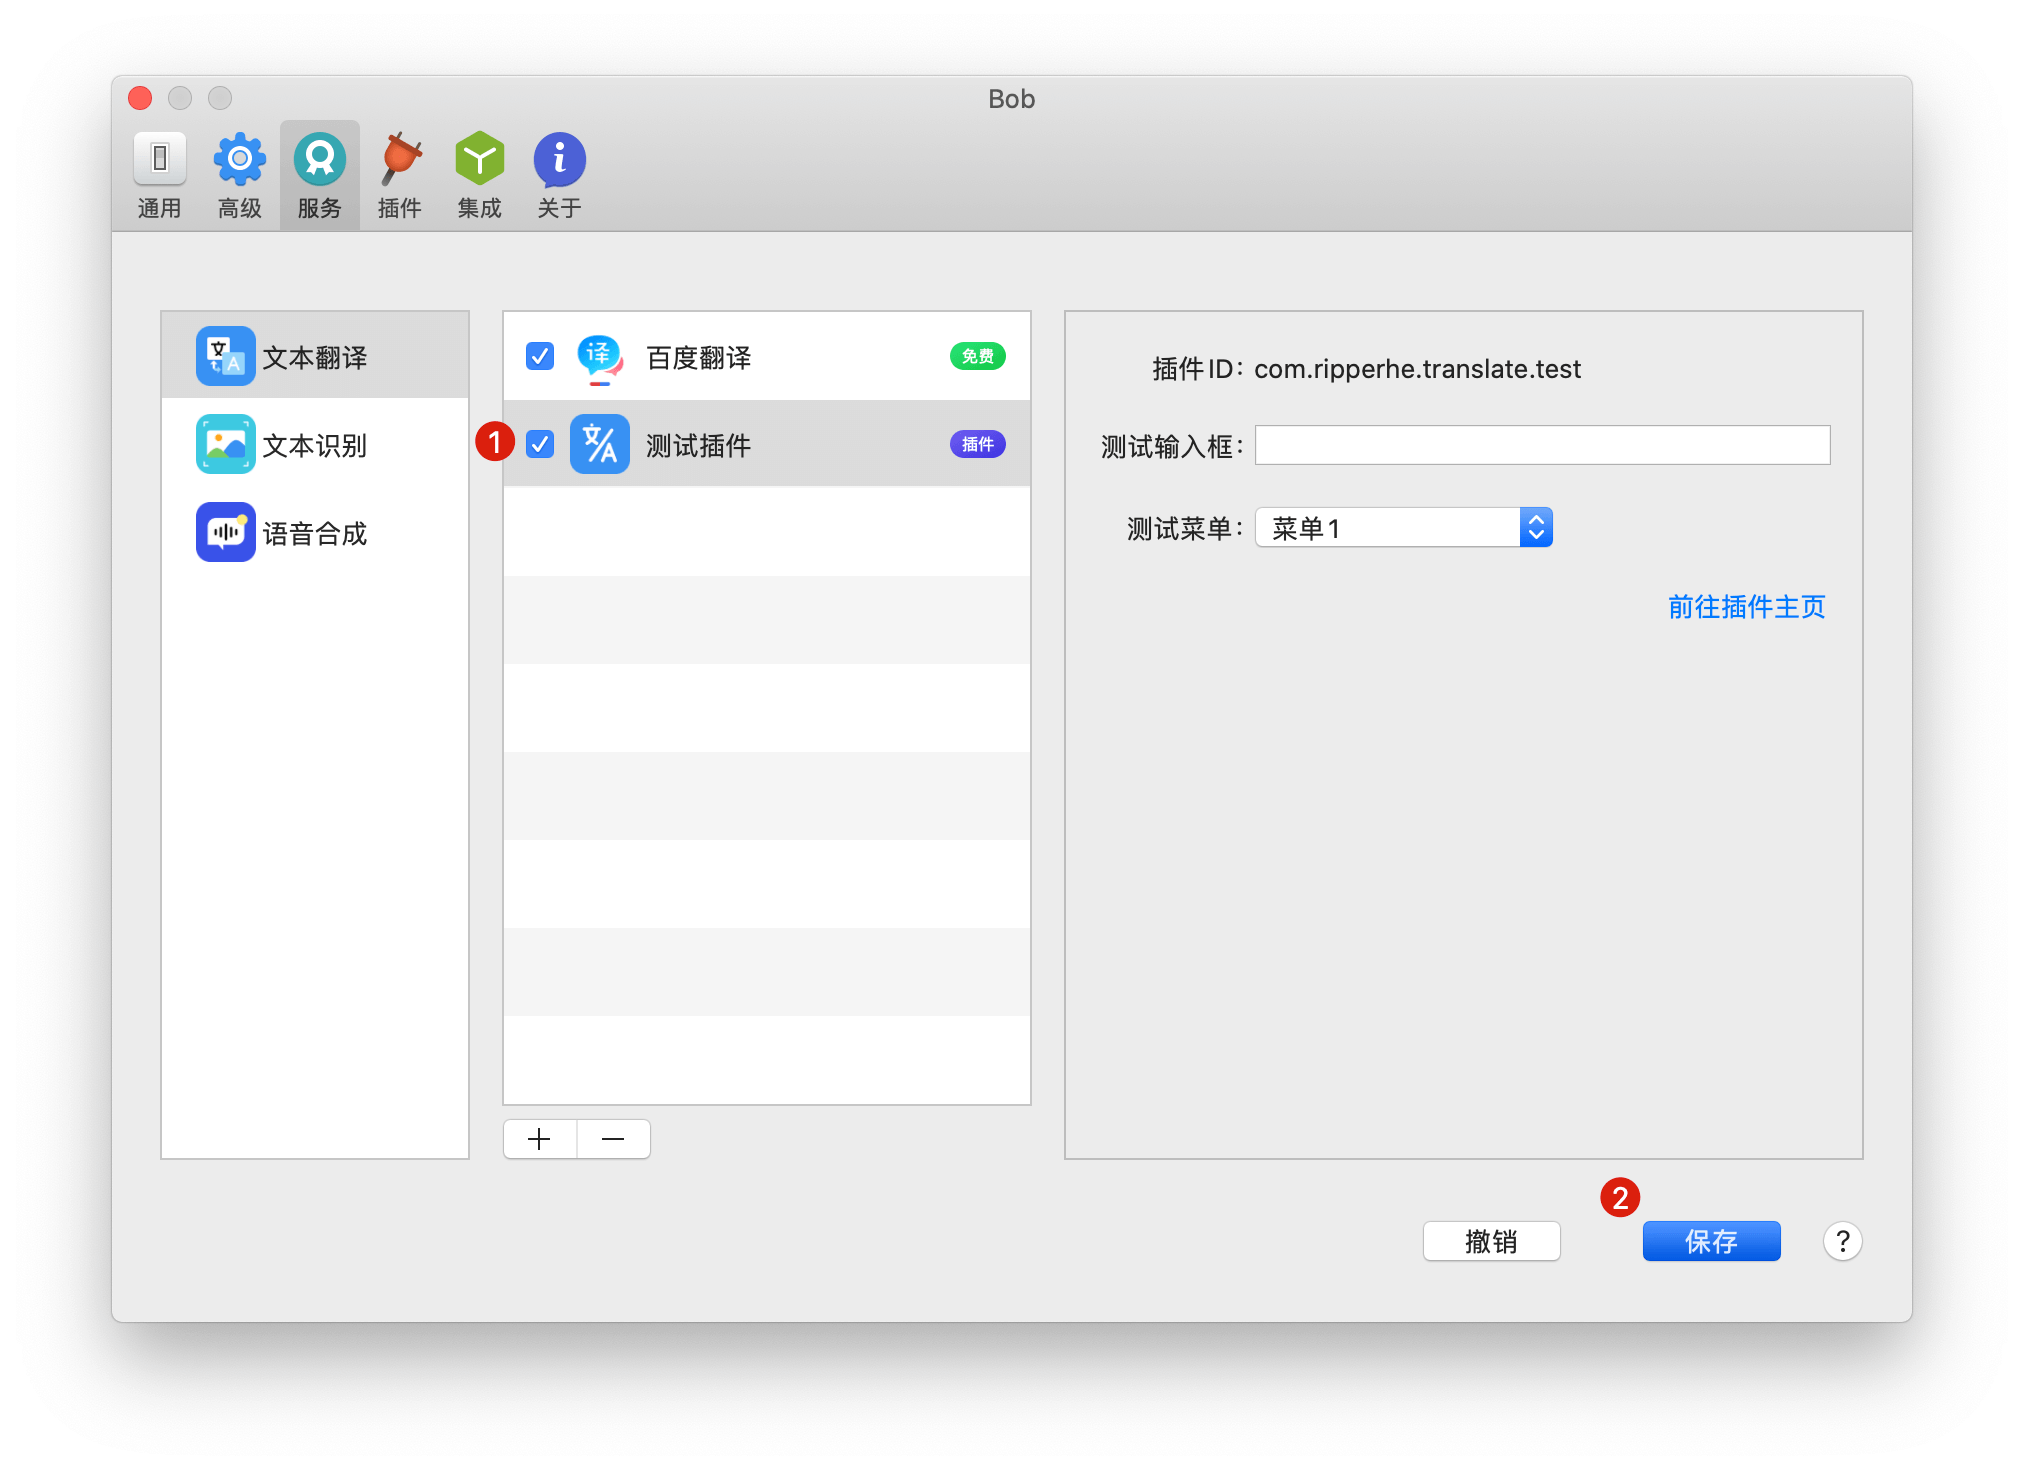 Bob
通用
高级
服务
插件
集成
关于
文本翻译
文本识别
语音合成
百度翻译
免费
1
测试插件
插件
插件 ID：com.ripperhe.translate.test
测试输入框：
测试菜单：菜单 1
前往插件主页
2
撤销
保存
?